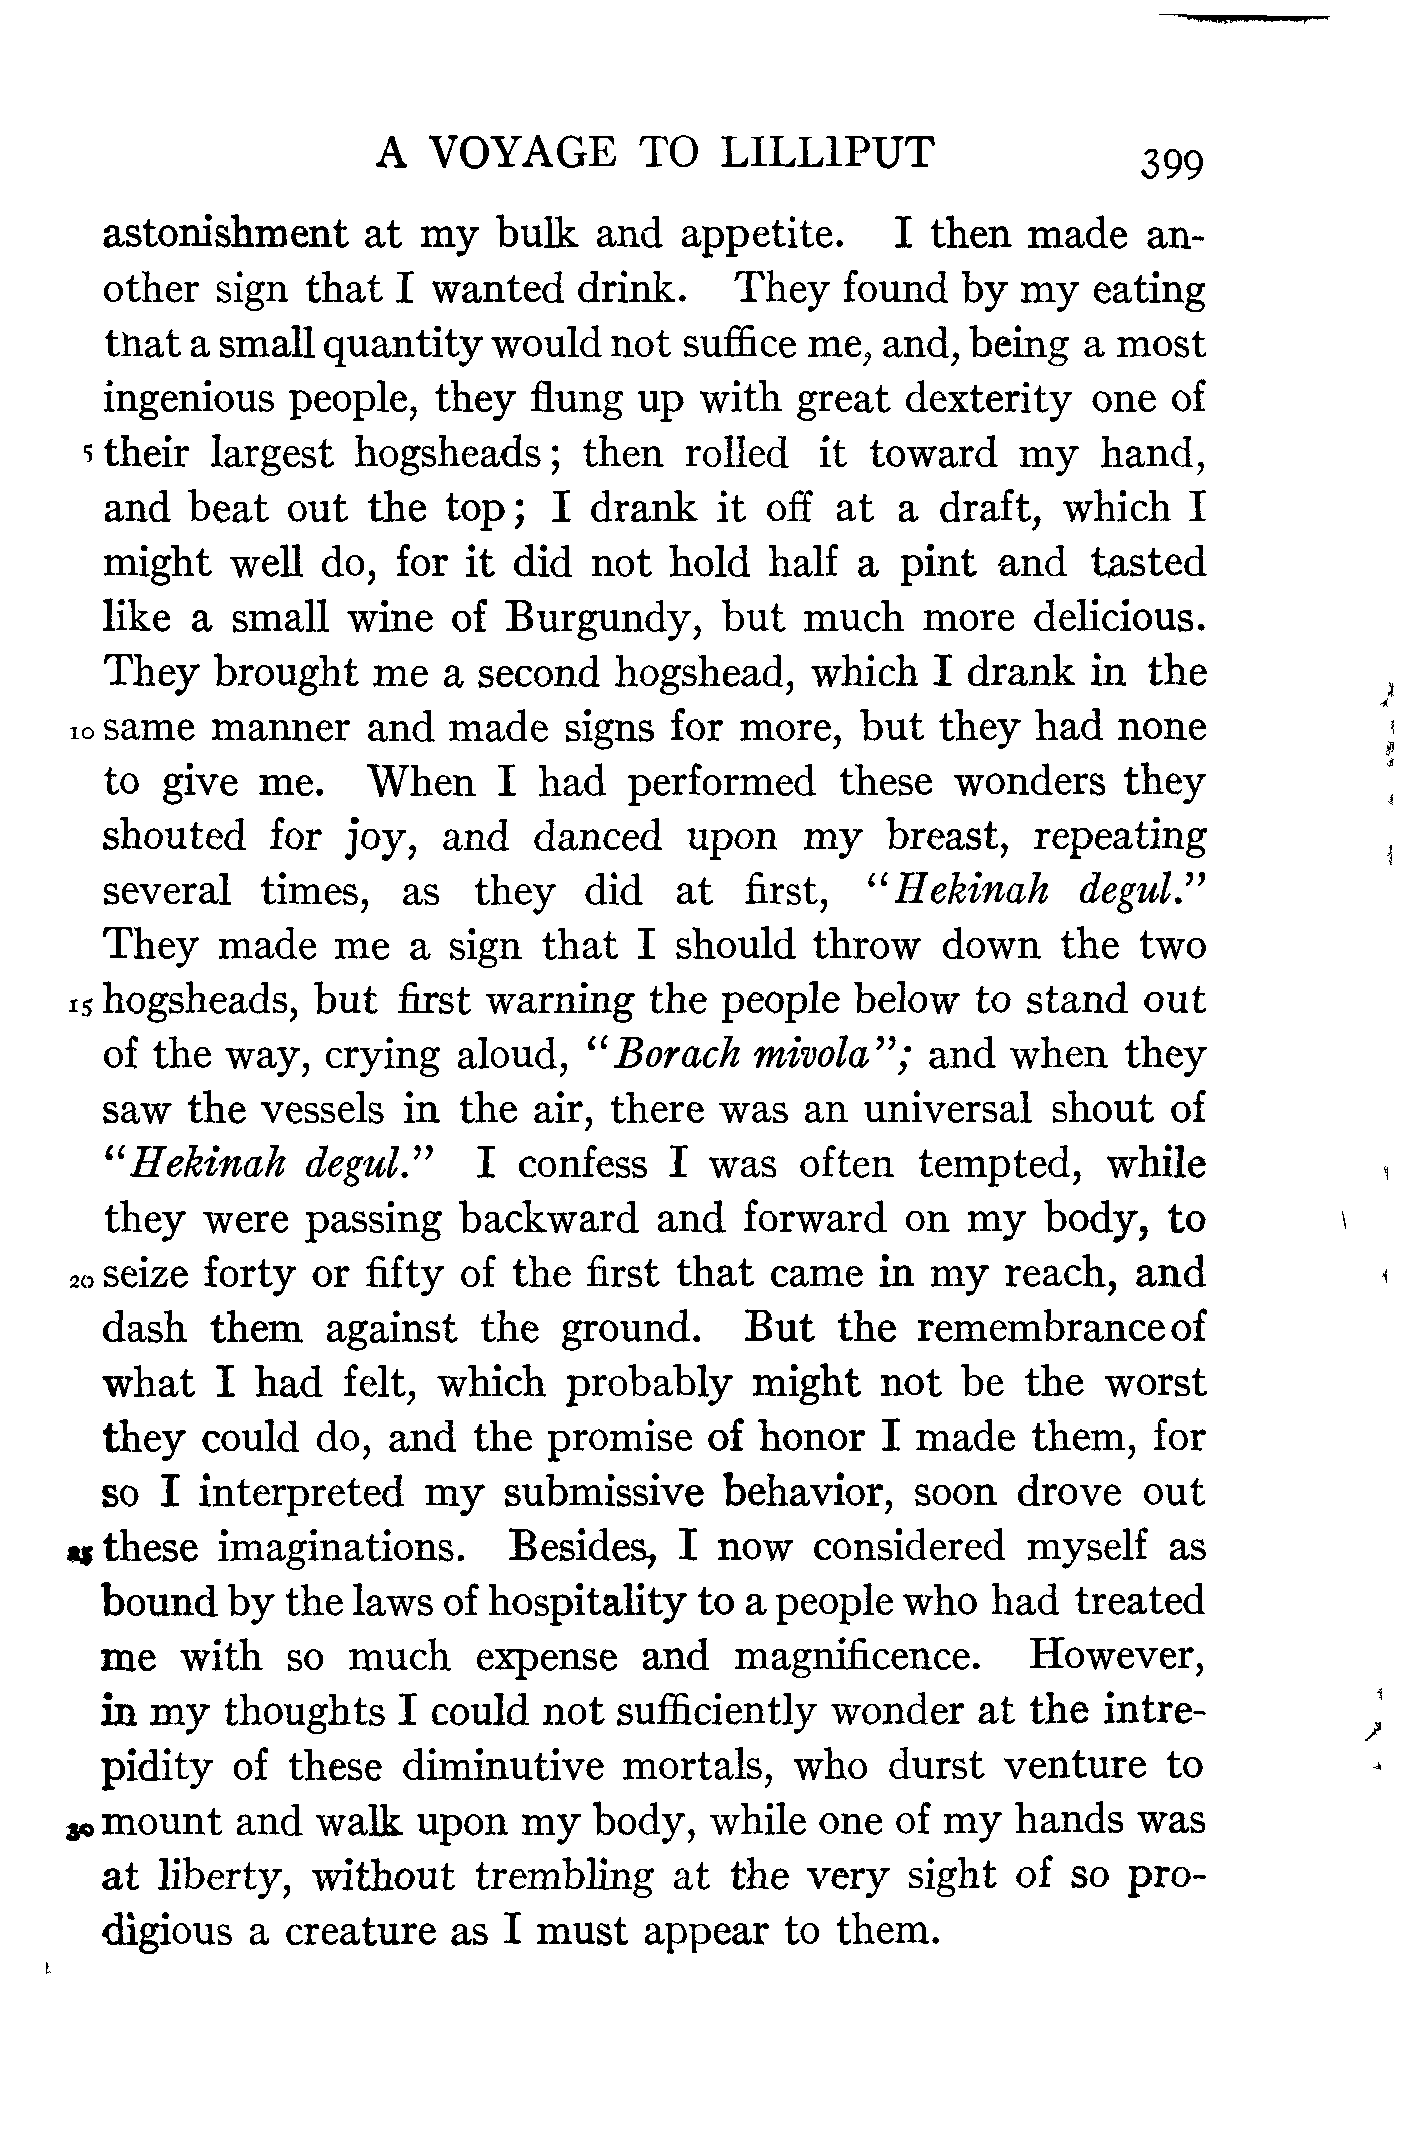 A VOYAGE TO LILLIPUT 399
astonishment at my bulk and appetite. I then made an-
other sign that I wanted drink. They found by my eating
that a small quantity would not suffice me, and, being a most
ingenious people, they flung up with great dexterity one of
5 their largest hogsheads; then rolled it toward my hand,
and beat out the top; I drank it off at a draft, which I
might well do, for it did not hold half a pint and tasted
like a small wine of Burgundy, but much more delicious.
They brought me a second hogshead, which I drank in the
10 same manner and made signs for more, but they had none
to give me. When I had performed these wonders they
shouted for joy, and danced upon my breast, repeating
several times, as they did at first, "Hekinah degul."
They made me a sign that I should throw down the two
15 hogsheads, but first warning the people below to stand out
of the way, crying aloud, "Borach mivola"; and when they
saw the vessels in the air, there was an universal shout of
"Hekinah degul." I confess I was often tempted, while
they were passing backward and forward on my body, to
20 seize forty or fifty of the first that came in my reach, and
dash them against the ground. But the remembrance of
what I had felt, which probably might not be the worst
they could do, and the promise of honor I made them, for
so I interpreted my submissive behavior, soon drove out
25 these imaginations. Besides, I now considered myself as
bound by the laws of hospitality to a people who had treated
me with so much expense and magnificence. However,
in my thoughts I could not sufficiently wonder at the intre-
pidity of these diminutive mortals, who durst venture to
30 mount and walk upon my body, while one of my hands was
at liberty, without trembling at the very sight of so pro-
digious a creature as I must appear to them.